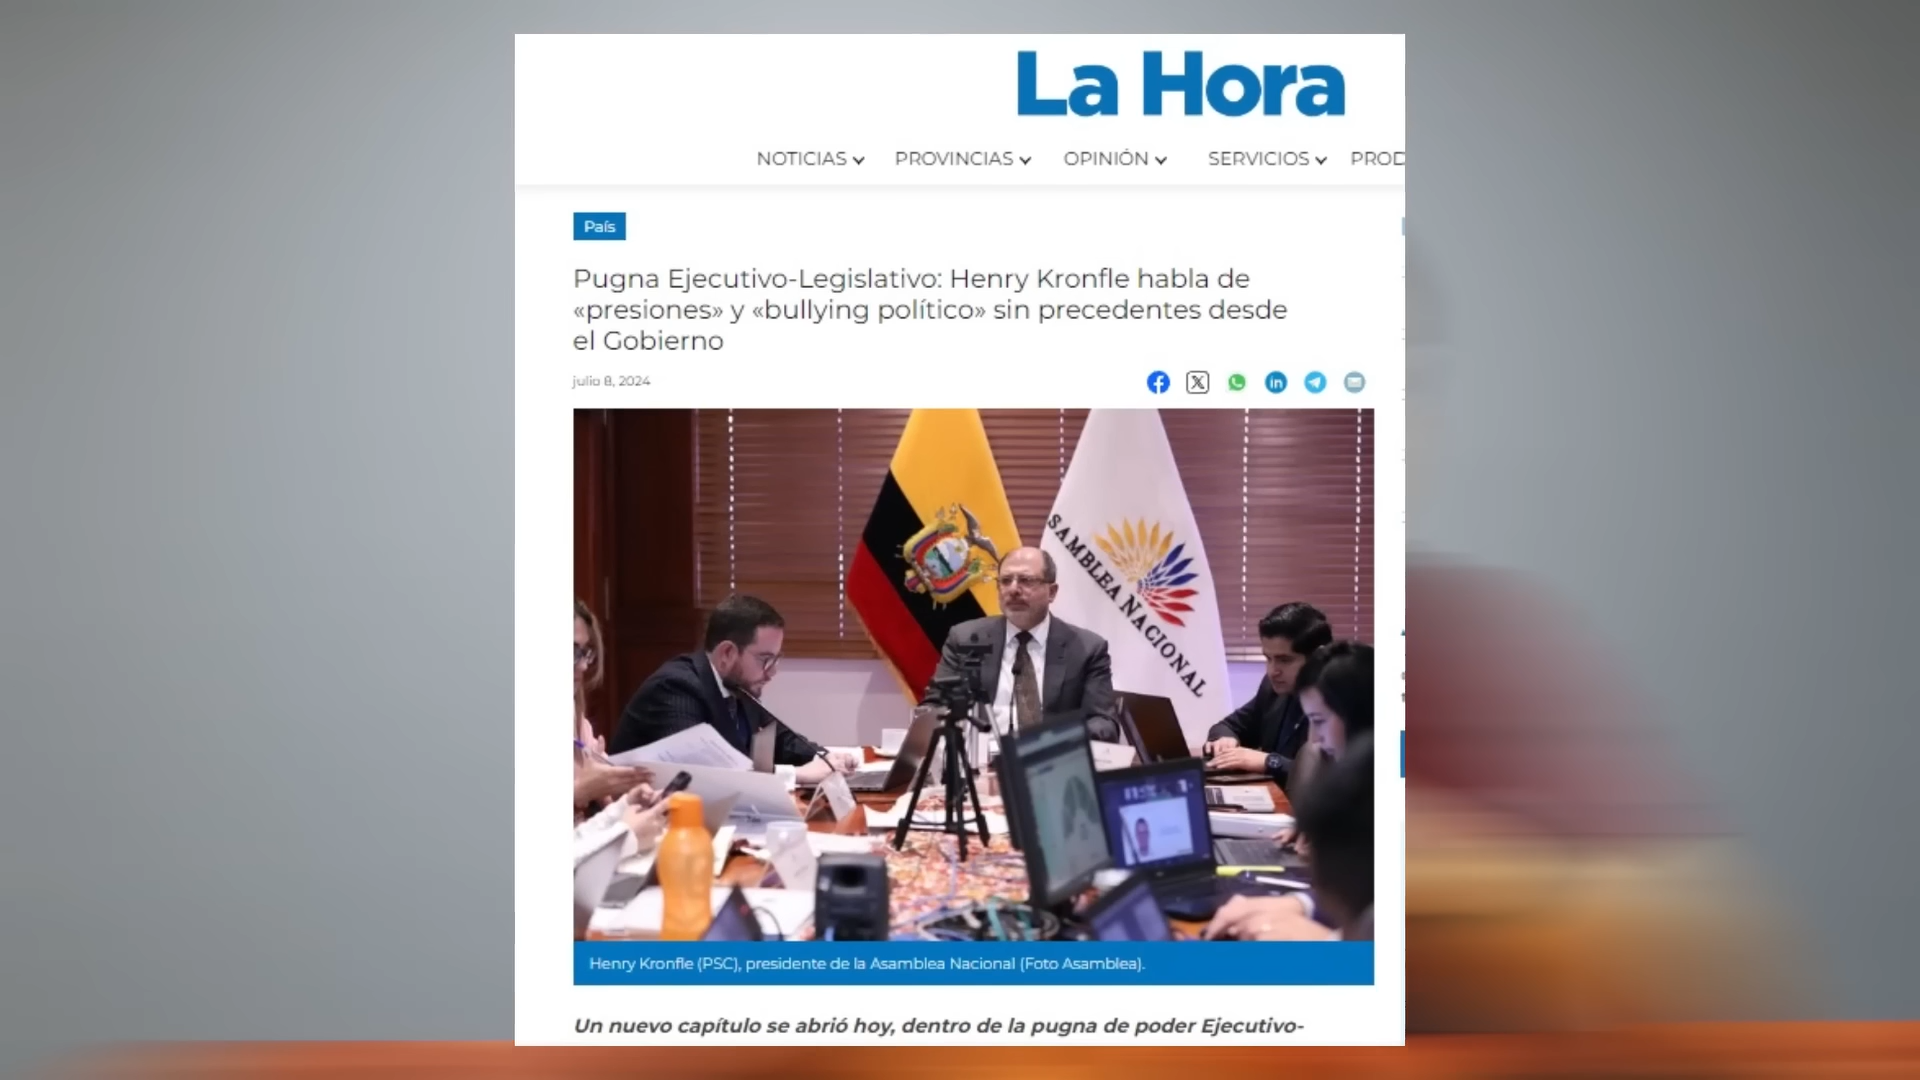 La Hora
NOTICIAS PROVINCIAS OPINIÓN SERVICIOS PROD
País
Pugna Ejecutivo-Legislativo: Henry Kronfle habla de
«presiones» y «bullying político» sin precedentes desde
el Gobierno
julio 8, 2024
SAMBLEA NACIONAL
Henry Kronfle (PSC), presidente de la Asamblea Nacional (Foto Asamblea).
Un nuevo capítulo se abrió hoy, dentro de la pugna de poder Ejecutivo-